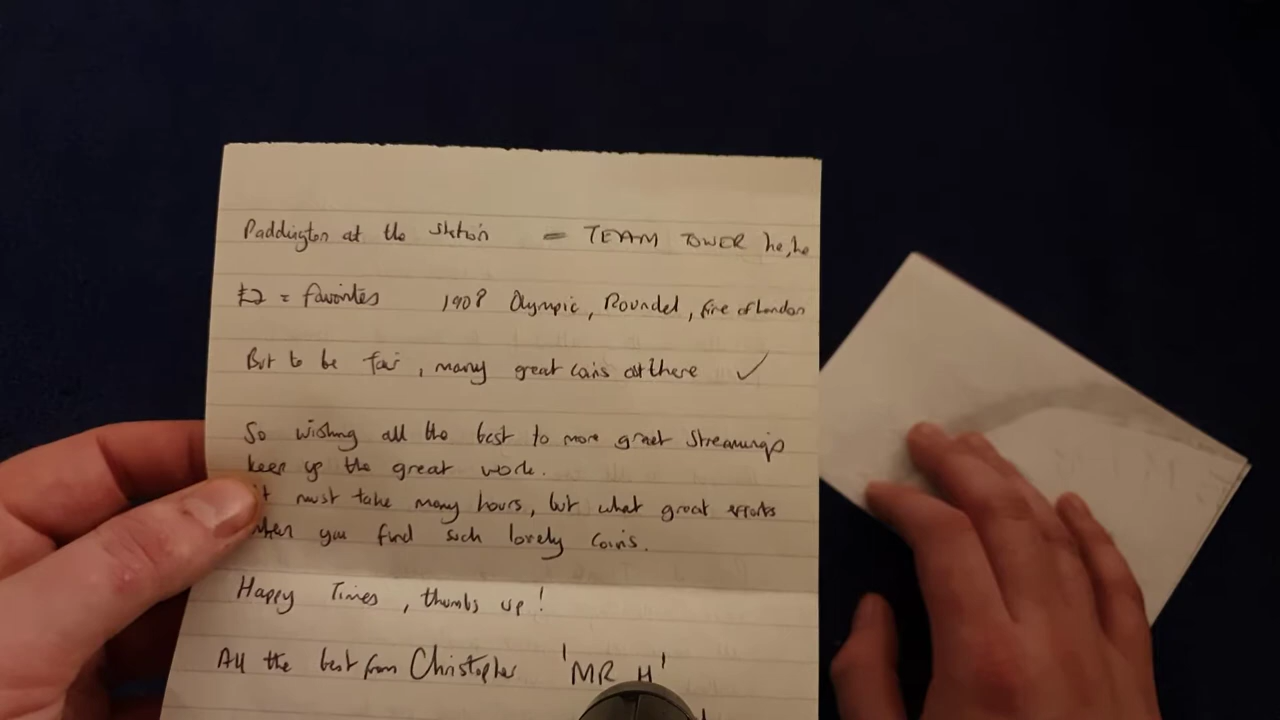 Paddington at the station = TEAM TOWER he, he
£2 = favorites 1908 Olympic, Roundel, fire of London
But to be fair, many great coins out there ✓
So wishing all the best to more great streamings
keep up the great work.
it must take many hours, but what great efforts
when you find such lovely coins.
Happy Times, thumbs up!
All the best from Christopher 'MR H'